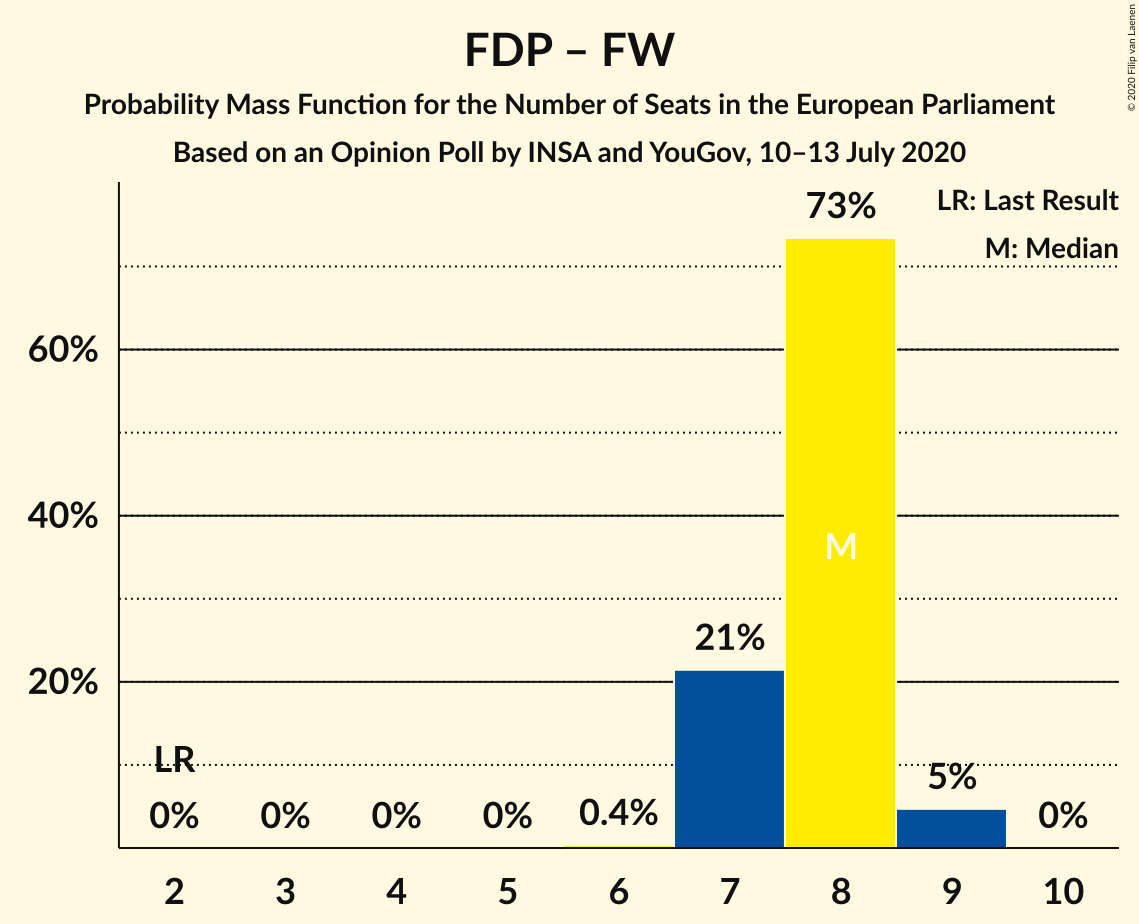 FDP – FW
Probability Mass Function for the Number of Seats in the European Parliament
Based on an Opinion Poll by INSA and YouGov, 10–13 July 2020
© 2020 Filip van Laenen
LR: Last Result
M: Median
73%
60%
40%
M
21%
20%
LR
5%
0% 0% 0% 0% 0.4% 0%
2 3 4 5 6 7 8 9 10